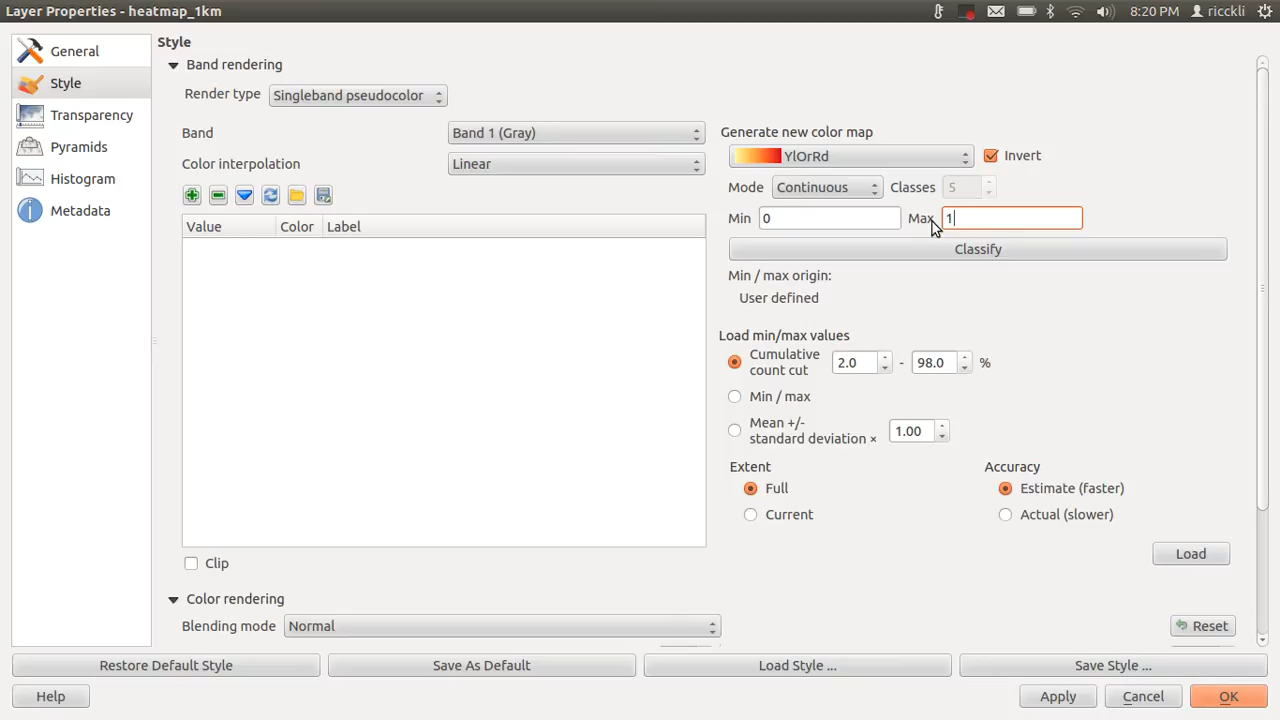 Layer Properties - heatmap_1km
8:20 PM
ricckli
General
Style
Transparency
Pyramids
Histogram
Metadata
Style
Band rendering
Render type Singleband pseudocolor
Band Band 1 (Gray)
Color interpolation Linear
Value Color Label
Clip
Generate new color map
YlOrRd Invert
Mode Continuous Classes 5
Min 0 Max 1
Classify
Min / max origin:
User defined
Load min/max values
Cumulative
count cut 2.0 - 98.0 %
Min / max
Mean +/-
standard deviation × 1.00
Extent Accuracy
Full Estimate (faster)
Current Actual (slower)
Load
Color rendering
Blending mode Normal Reset
Restore Default Style Save As Default Load Style ... Save Style ...
Help Apply Cancel OK